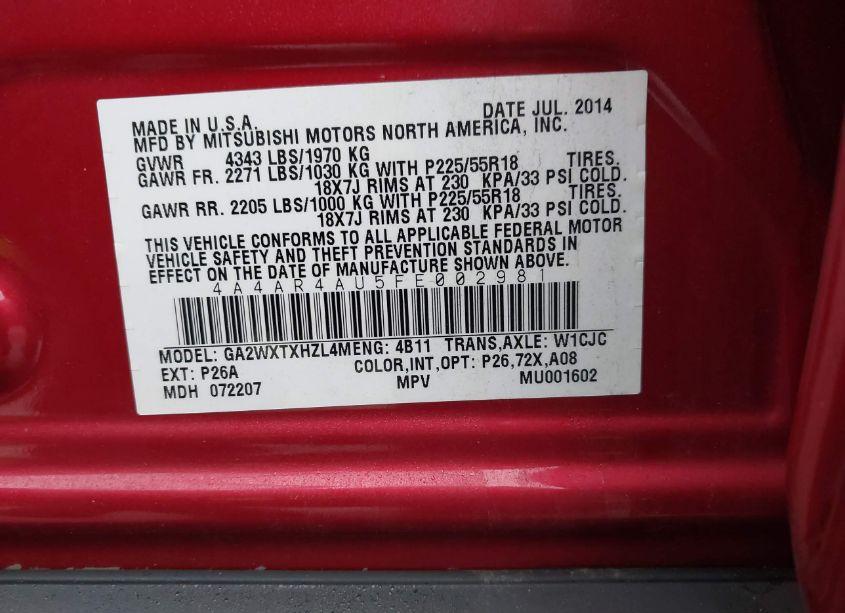 MADE IN U.S.A. DATE JUL. 2014
MFD BY MITSUBISHI MOTORS NORTH AMERICA, INC.
GVWR 4343 LBS/1970 KG
GAWR FR. 2271 LBS/1030 KG WITH P225/55R18 TIRES.
18X7J RIMS AT 230 KPA/33 PSI COLD.
GAWR RR. 2205 LBS/1000 KG WITH P225/55R18 TIRES.
18X7J RIMS AT 230 KPA/33 PSI COLD.
THIS VEHICLE CONFORMS TO ALL APPLICABLE FEDERAL MOTOR
VEHICLE SAFETY AND THEFT PREVENTION STANDARDS IN
EFFECT ON THE DATE OF MANUFACTURE SHOWN ABOVE.
4A4AR4AU5FE002981
MODEL: GA2WXTXHZL4MENG: 4B11 TRANS,AXLE: W1CJC
EXT: P26A COLOR,INT,OPT: P26,72X,A08
MDH 072207 MPV MU001602